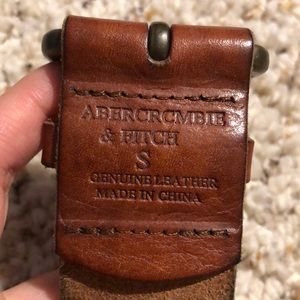 ABERCROMBIE
& FITCH
S
GENUINE LEATHER
MADE IN CHINA